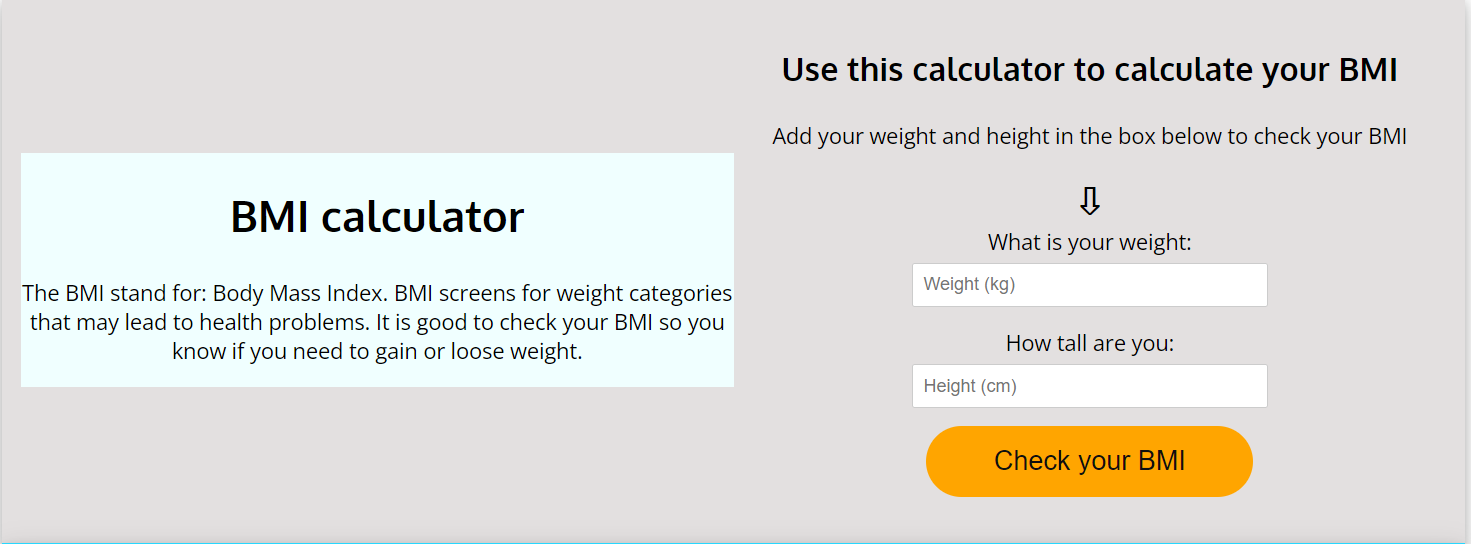 BMI calculator
The BMI stand for: Body Mass Index. BMI screens for weight categories
that may lead to health problems. It is good to check your BMI so you
know if you need to gain or loose weight.
Use this calculator to calculate your BMI
Add your weight and height in the box below to check your BMI
⇩
What is your weight:
Weight (kg)
How tall are you:
Height (cm)
Check your BMI